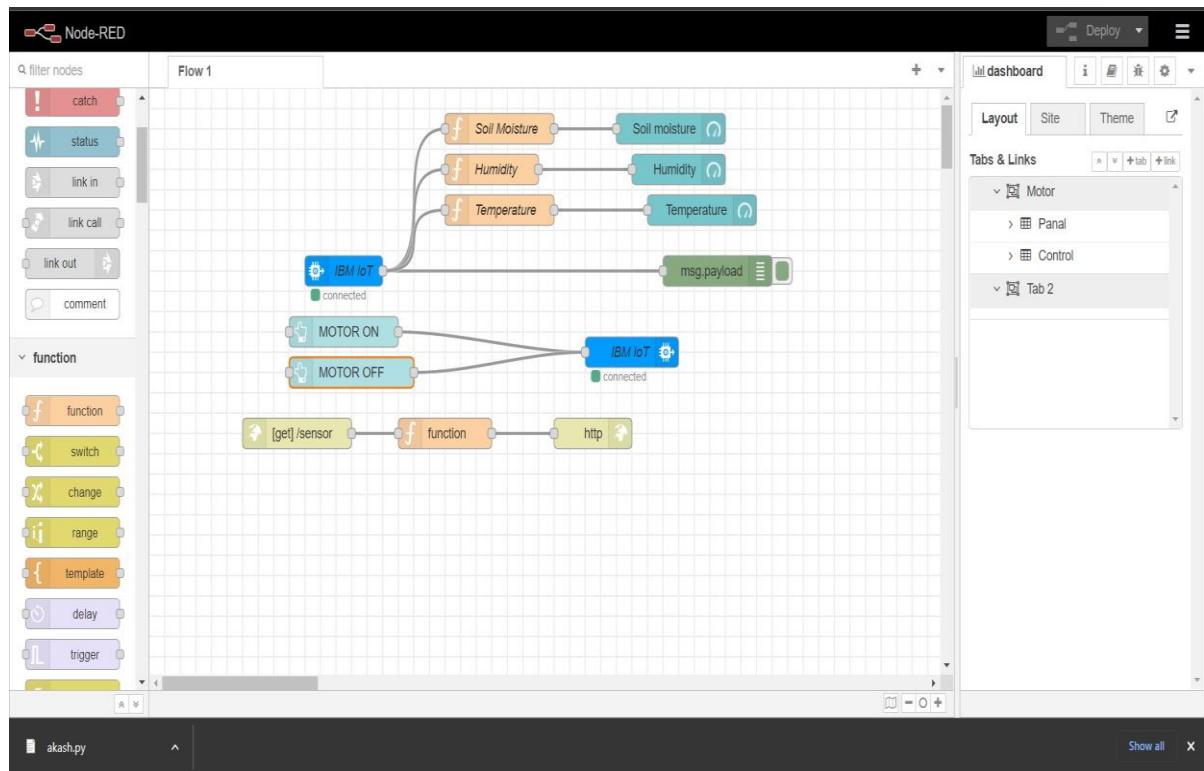 Node-RED
Deploy
filter nodes
Flow 1
dashboard
i
catch
status
link in
link call
link out
comment
function
function
switch
change
range
template
delay
trigger
Soil Moisture
Soil moisture
Humidity
Humidity
Temperature
Temperature
IBM IoT
connected
msg.payload
MOTOR ON
MOTOR OFF
IBM IoT
connected
[get] /sensor
function
http
Layout
Site
Theme
Tabs & Links
+tab
+link
Motor
Panal
Control
Tab 2
akash.py
Show all
X